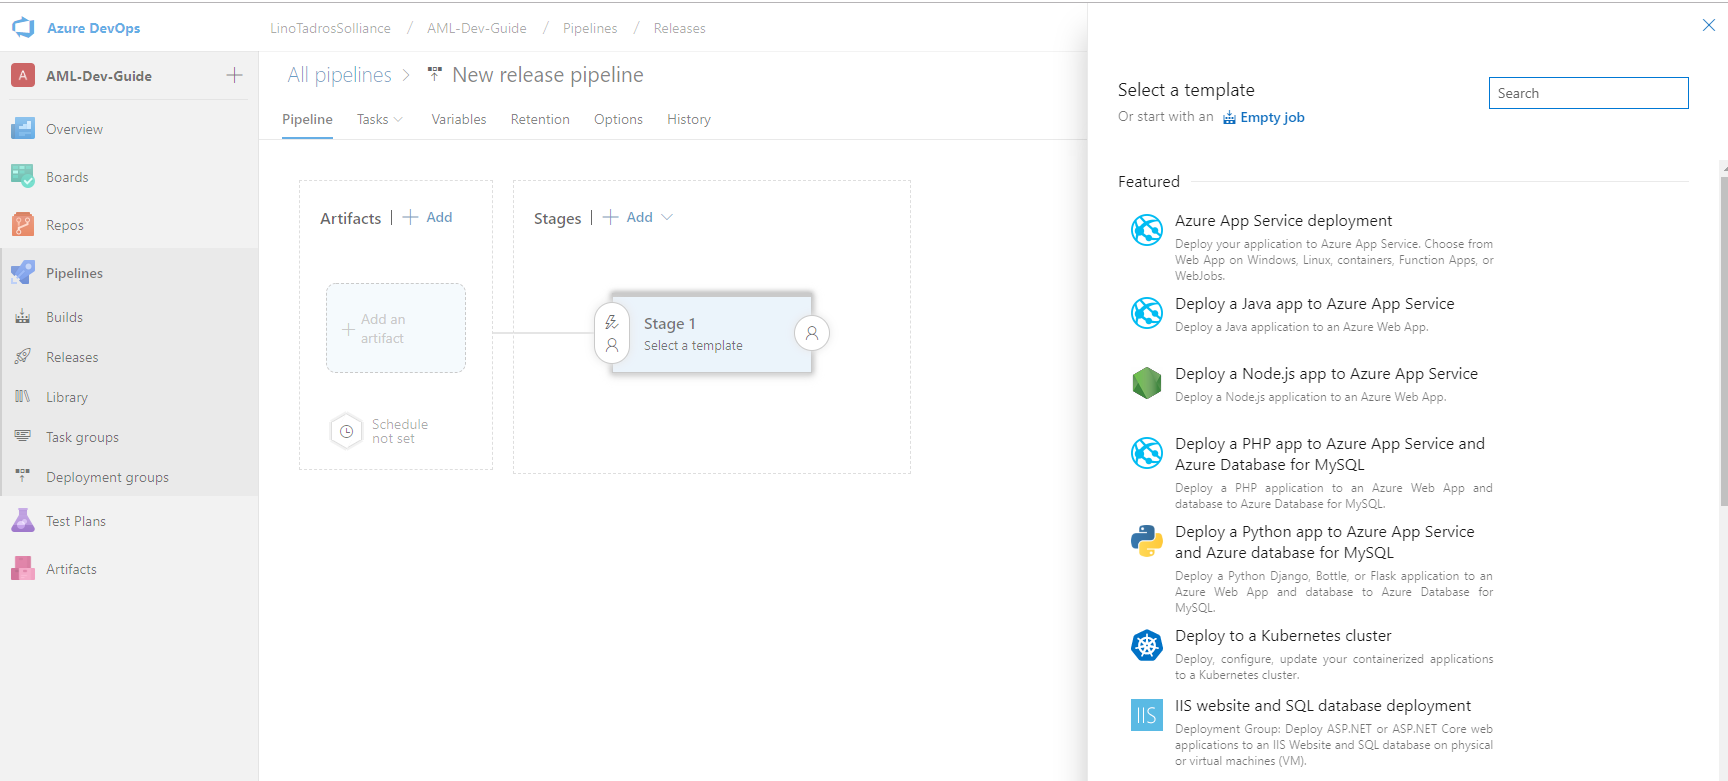 Azure DevOps
LinoTadrosSolliance / AML-Dev-Guide / Pipelines / Releases
A AML-Dev-Guide
Overview
Boards
Repos
Pipelines
Builds
Releases
Library
Task groups
Deployment groups
Test Plans
Artifacts
All pipelines > New release pipeline
Pipeline Tasks Variables Retention Options History
Artifacts | + Add
+ Add an
artifact
Schedule
not set
Stages | + Add
Stage 1
Select a template
Select a template
Search
Or start with an Empty job
Featured
Azure App Service deployment
Deploy your application to Azure App Service. Choose from
Web App on Windows, Linux, containers, Function Apps, or
WebJobs.
Deploy a Java app to Azure App Service
Deploy a Java application to an Azure Web App.
Deploy a Node.js app to Azure App Service
Deploy a Node.js application to an Azure Web App.
Deploy a PHP app to Azure App Service and
Azure Database for MySQL
Deploy a PHP application to an Azure Web App and
database to Azure Database for MySQL.
Deploy a Python app to Azure App Service
and Azure database for MySQL
Deploy a Python Django, Bottle, or Flask application to an
Azure Web App and database to Azure Database for
MySQL.
Deploy to a Kubernetes cluster
Deploy, configure, update your containerized applications
to a Kubernetes cluster.
IIS
IIS website and SQL database deployment
Deployment Group: Deploy ASP.NET or ASP.NET Core web
applications to an IIS Website and SQL database on physical
or virtual machines (VM).